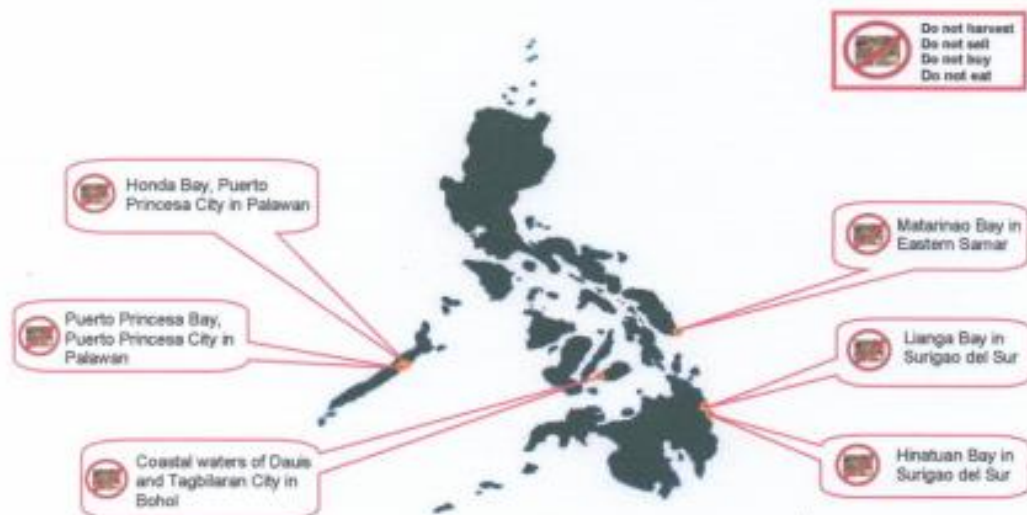 Do not harvest
Do not sell
Do not buy
Do not eat
Honda Bay, Puerto
Princesa City in Palawan
Matarinao Bay in
Eastern Samar
Puerto Princesa Bay,
Puerto Princesa City in
Palawan
Lianga Bay in
Surigao del Sur
Coastal waters of Dauis
and Tagbilaran City in
Bohol
Hinatuan Bay in
Surigao del Sur